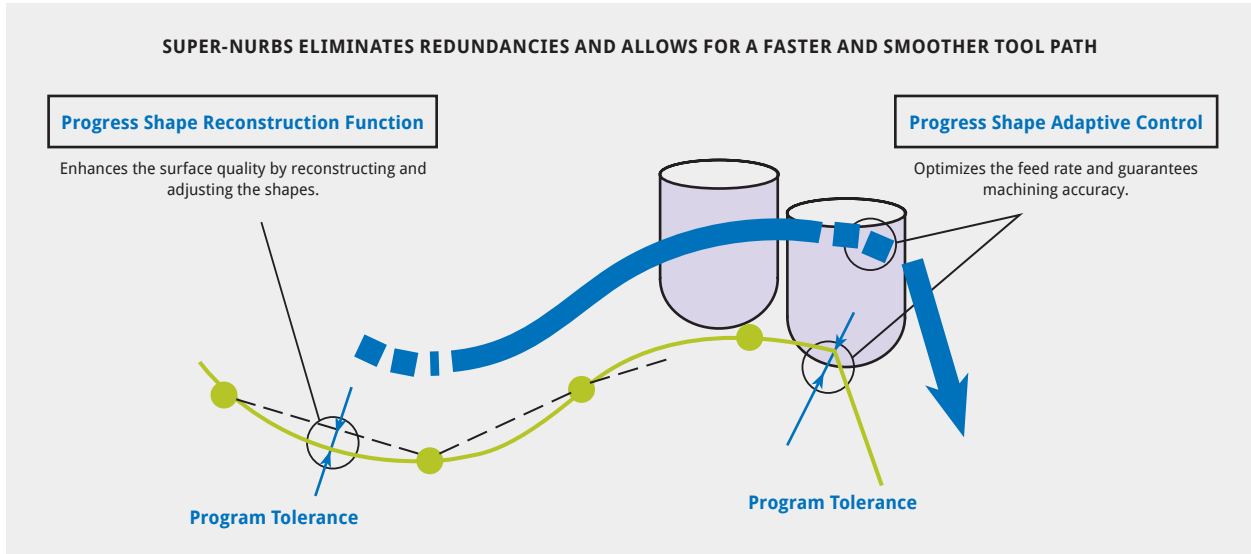 SUPER-NURBS ELIMINATES REDUNDANCIES AND ALLOWS FOR A FASTER AND SMOOTHER TOOL PATH
Progress Shape Reconstruction Function
Enhances the surface quality by reconstructing and
adjusting the shapes.
Progress Shape Adaptive Control
Optimizes the feed rate and guarantees
machining accuracy.
Program Tolerance
Program Tolerance